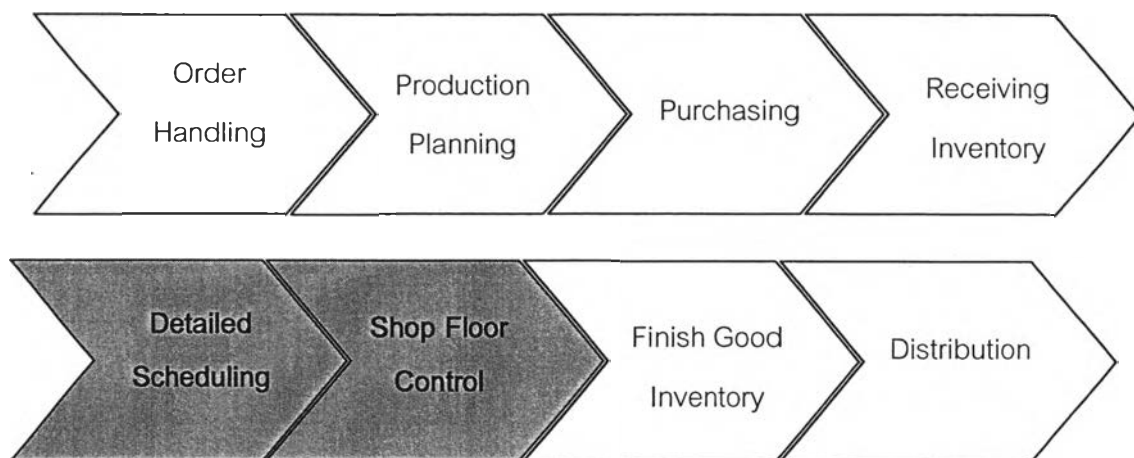 Order
Handling
Production
Planning
Purchasing
Receiving
Inventory
Detailed
Scheduling
Shop Floor
Control
Finish Good
Inventory
Distribution